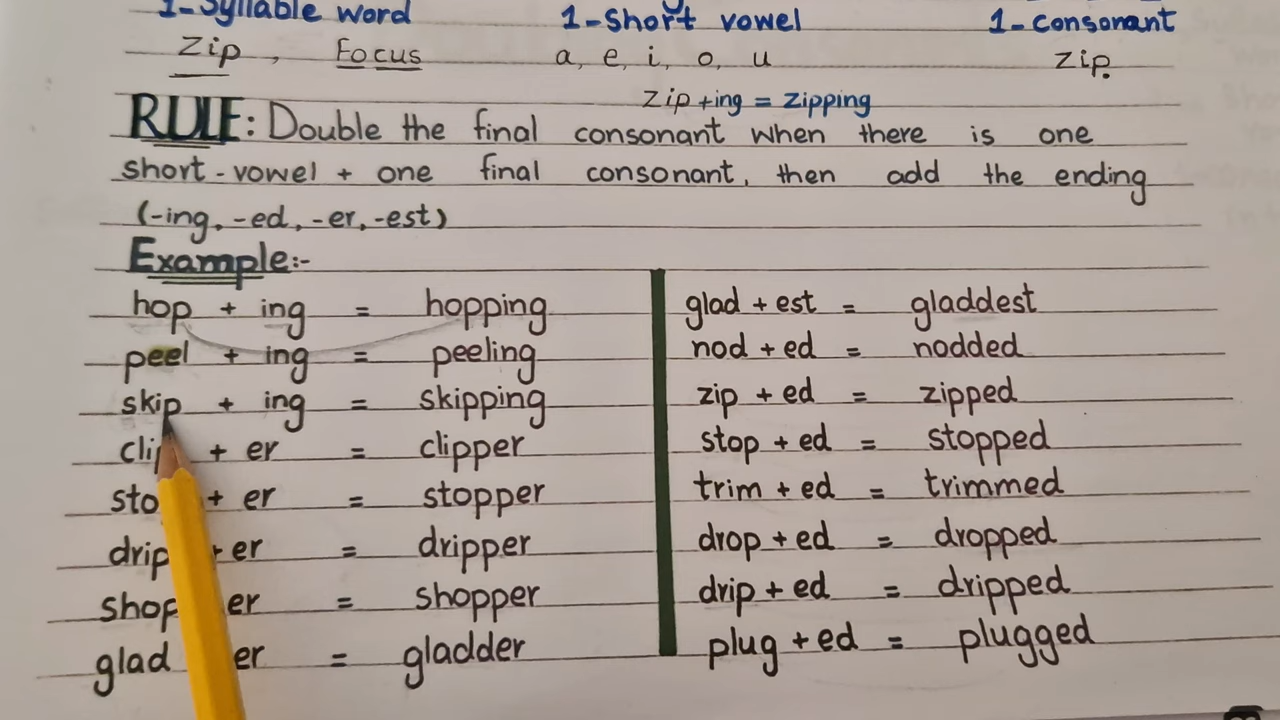 1-Syllable word 1-Short vowel 1-consonant
Zip, Focus a, e, i, o, u Zip
Zip +ing = Zipping
RULE: Double the final consonant when there is one
short-vowel + one final consonant, then add the ending
(-ing, -ed, -er, -est)
Example:-
hop + ing = hopping
peel + ing = peeling
skip + ing = skipping
cli + er = clipper
sto + er = stopper
drip + er = dripper
shop er = shopper
glad er = gladder
glad + est = gladdest
nod + ed = nodded
zip + ed = zipped
stop + ed = stopped
trim + ed = trimmed
drop + ed = dropped
drip + ed = dripped
plug + ed = plugged